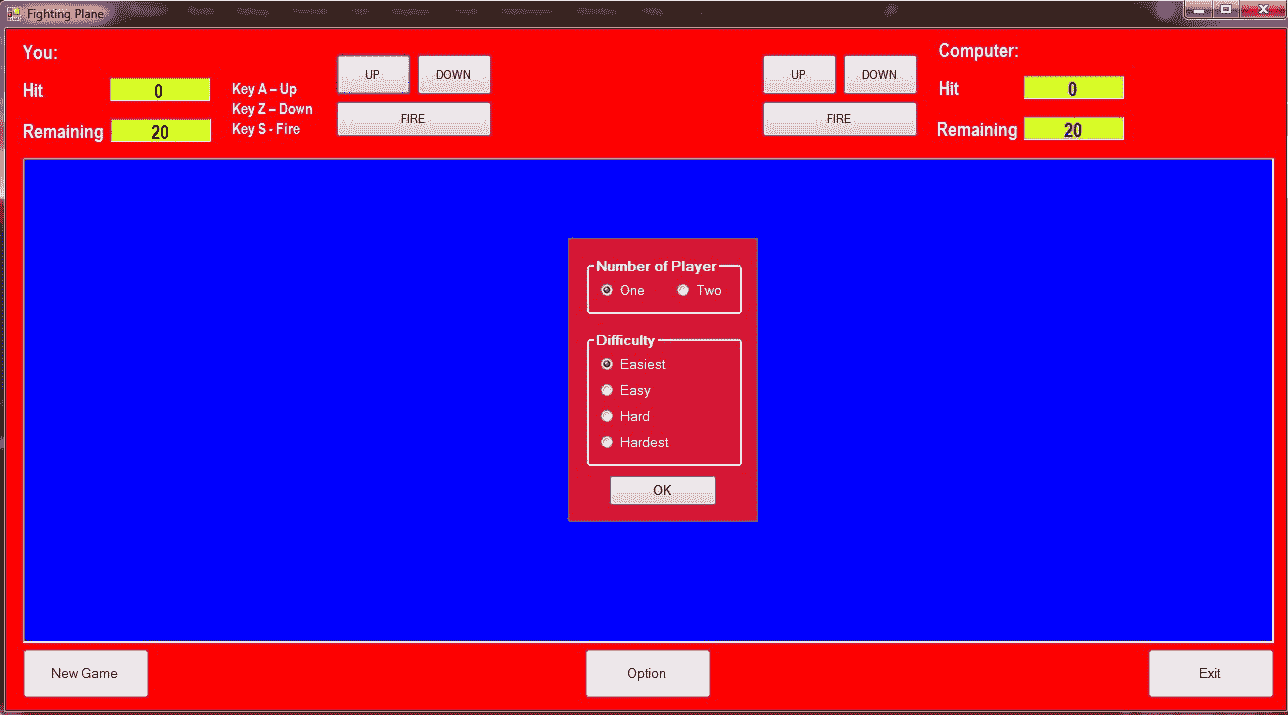 Fighting Plane
You:
Hit 0
Remaining 20
Key A – Up
Key Z – Down
Key S - Fire
UP DOWN
FIRE
UP DOWN
FIRE
Computer:
Hit 0
Remaining 20
Number of Player
One Two
Difficulty
Easiest
Easy
Hard
Hardest
OK
New Game Option Exit